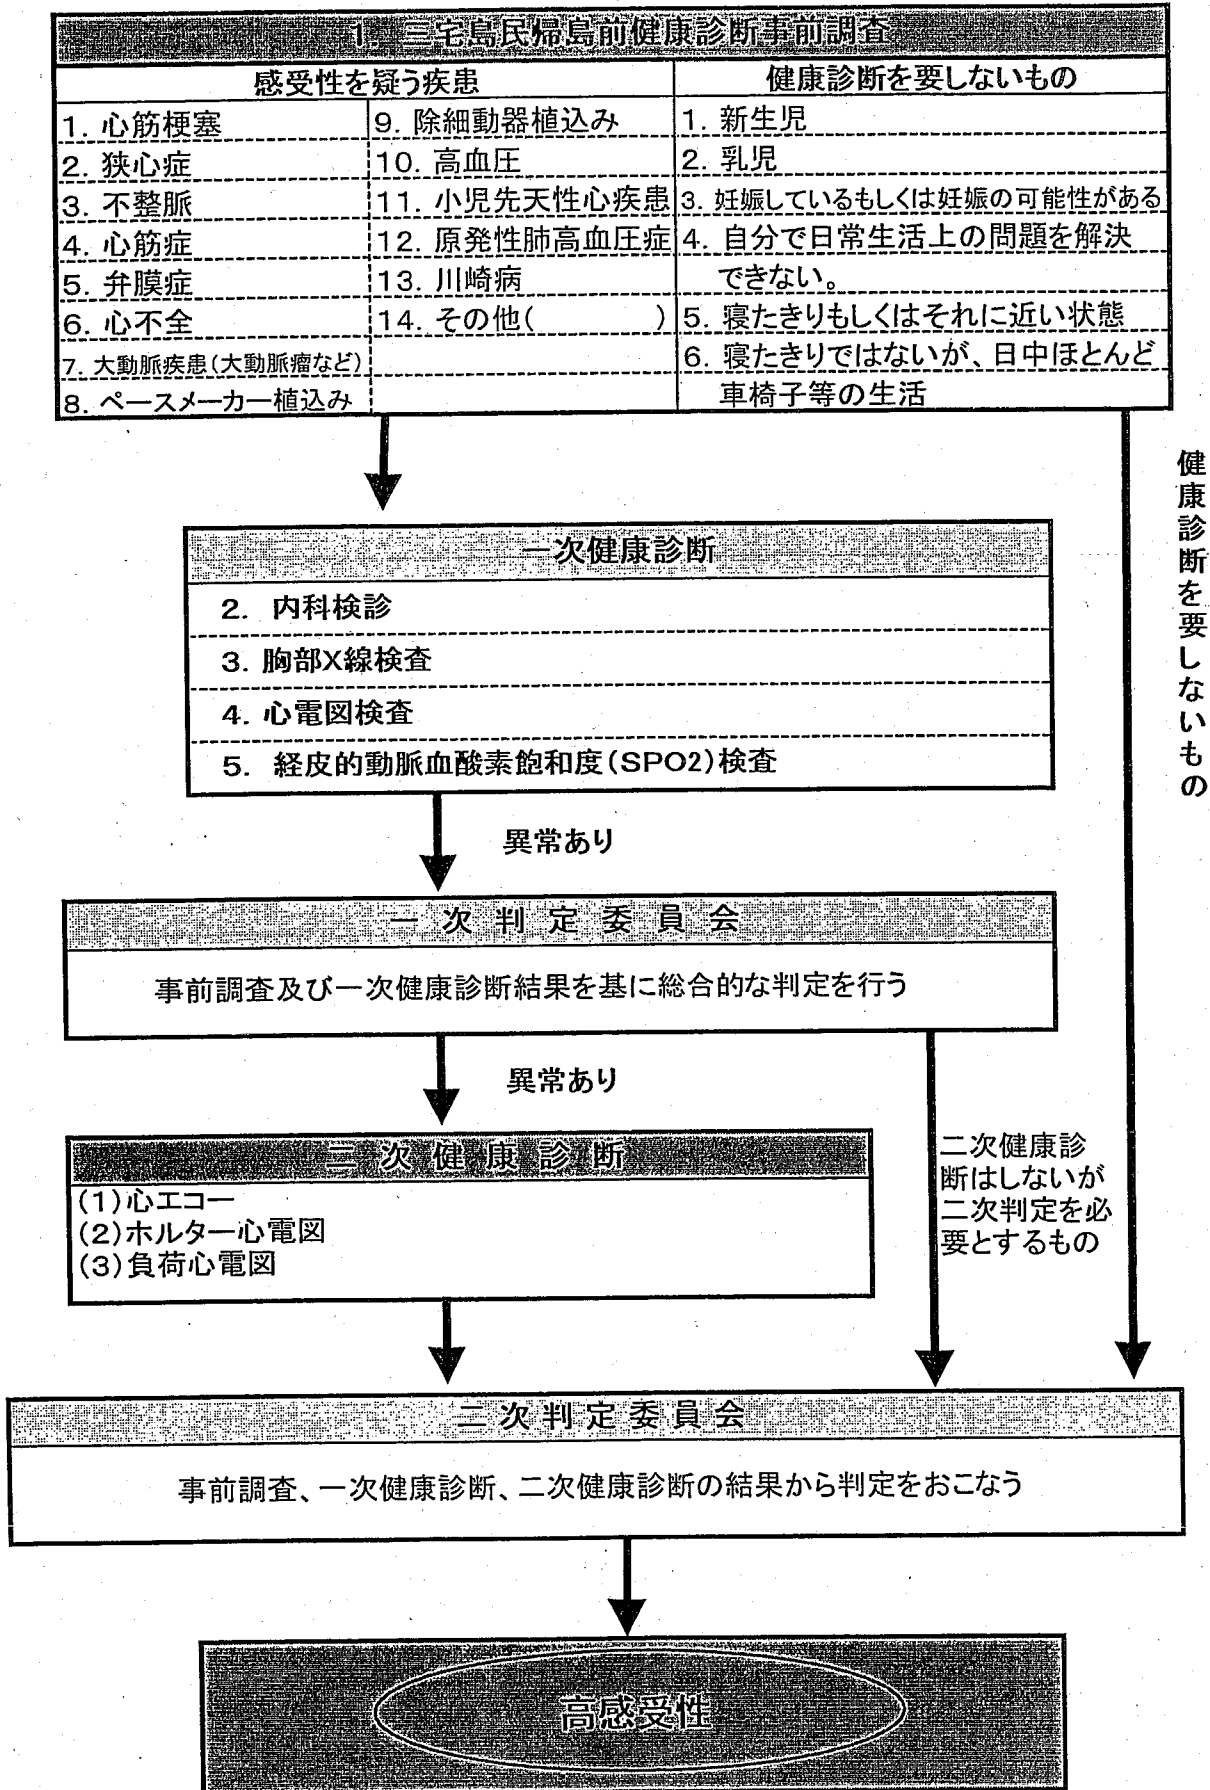 1. 三宅島民帰島前健康診断事前調査
感受性を疑う疾患
健康診断を要しないもの
1. 心筋梗塞
2. 狭心症
3. 不整脈
4. 心筋症
5. 弁膜症
6. 心不全
7. 大動脈疾患(大動脈瘤など)
8. ペースメーカー植込み
9. 除細動器植込み
10. 高血圧
11. 小児先天性心疾患
12. 原発性肺高血圧症
13. 川崎病
14. その他( )
1. 新生児
2. 乳児
3. 妊娠しているもしくは妊娠の可能性がある
4. 自分で日常生活上の問題を解決
できない。
5. 寝たきりもしくはそれに近い状態
6. 寝たきりではないが、日中ほとんど
車椅子等の生活
健康診断を要しないもの
一次健康診断
2. 内科検診
3. 胸部X線検査
4. 心電図検査
5. 経皮的動脈血酸素飽和度(SPO2)検査
異常あり
一次判定委員会
事前調査及び一次健康診断結果を基に総合的な判定を行う
異常あり
二次健康診断
(1)心エコー
(2)ホルター心電図
(3)負荷心電図
二次健康診
断はしないが
二次判定を必
要とするもの
二次判定委員会
事前調査、一次健康診断、二次健康診断の結果から判定をおこなう
高感受性